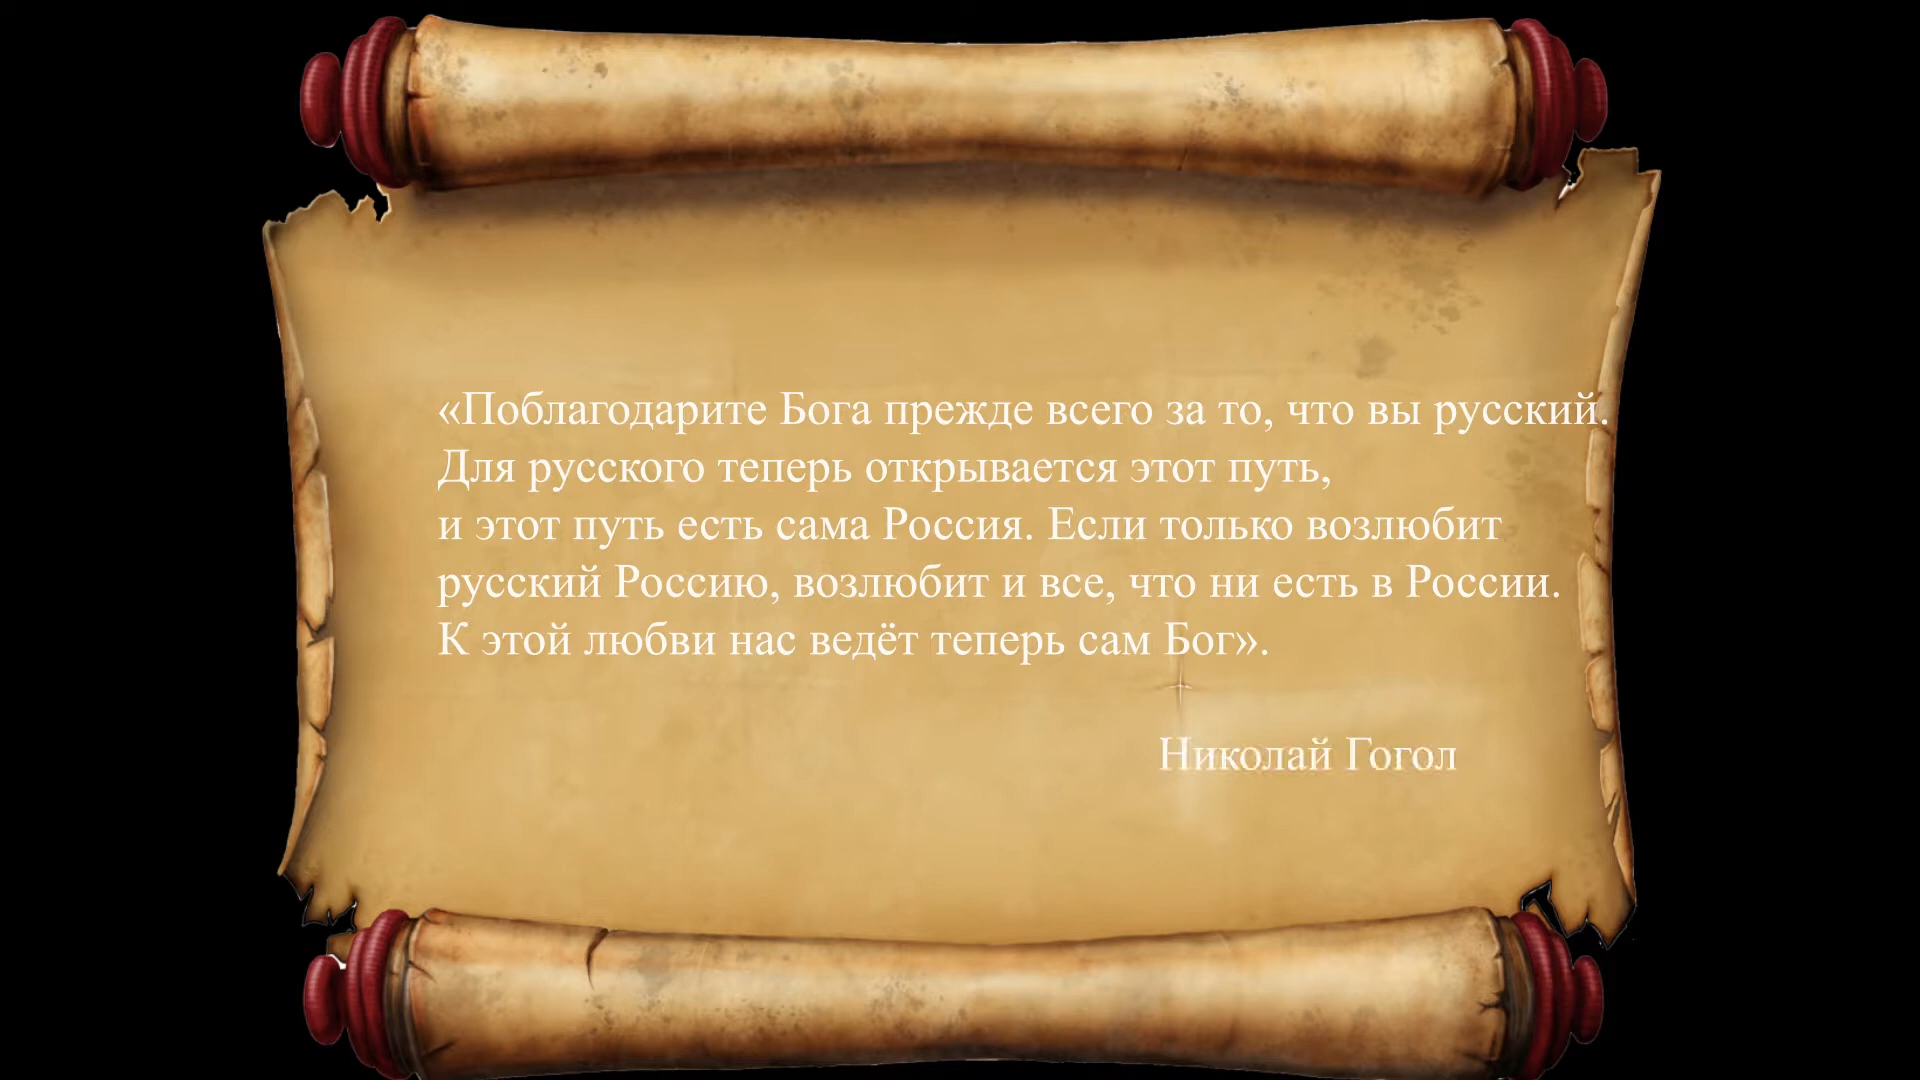 «Поблагодарите Бога прежде всего за то, что вы русский.
Для русского теперь открывается этот путь,
и этот путь есть сама Россия. Если только возлюбит
русский Россию, возлюбит и все, что ни есть в России.
К этой любви нас ведёт теперь сам Бог».
Николай Гогол